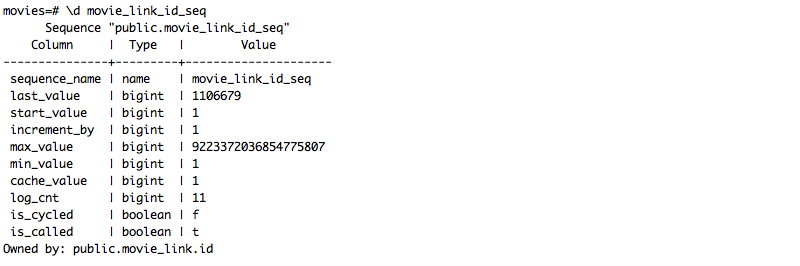 movies=# \d movie_link_id_seq
      Sequence "public.movie_link_id_seq"
    Column     |  Type   |        Value
---------------+---------+---------------------
 sequence_name | name    | movie_link_id_seq
 last_value    | bigint  | 1106679
 start_value   | bigint  | 1
 increment_by  | bigint  | 1
 max_value     | bigint  | 9223372036854775807
 min_value     | bigint  | 1
 cache_value   | bigint  | 1
 log_cnt       | bigint  | 11
 is_cycled     | boolean | f
 is_called     | boolean | t
Owned by: public.movie_link.id